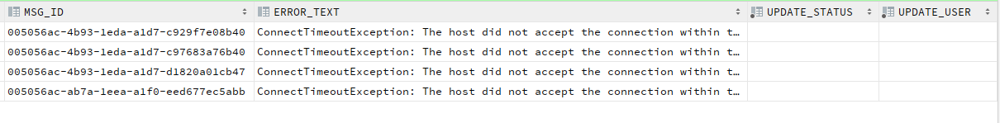 MSG_ID ERROR_TEXT UPDATE_STATUS UPDATE_USER
005056ac-4b93-1eda-a1d7-c929f7e08b40 ConnectTimeoutException: The host did not accept the connection within t…
005056ac-4b93-1eda-a1d7-c97683a76b40 ConnectTimeoutException: The host did not accept the connection within t…
005056ac-4b93-1eda-a1d7-d1820a01cb47 ConnectTimeoutException: The host did not accept the connection within t…
005056ac-ab7a-1eea-a1f0-eed677ec5abb ConnectTimeoutException: The host did not accept the connection within t…